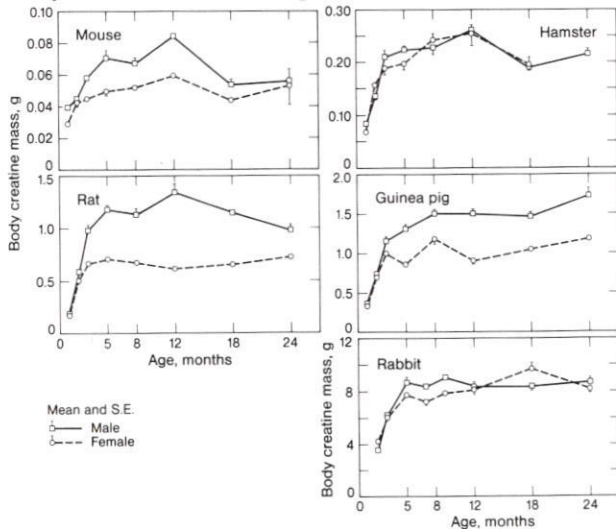 Mouse
Hamster
Body creatine mass, g
0.10
0.08
0.06
0.04
0.02
0
0.30
0.20
0.10
0
Rat
Guinea pig
1.5
1.0
0.5
0
2.0
1.5
1.0
0.5
0
0 5 8 12 18 24
Age, months
Rabbit
Body creatine mass, g
12
8
4
0
0 5 8 12 18 24
Age, months
Mean and S.E.
Male
Female